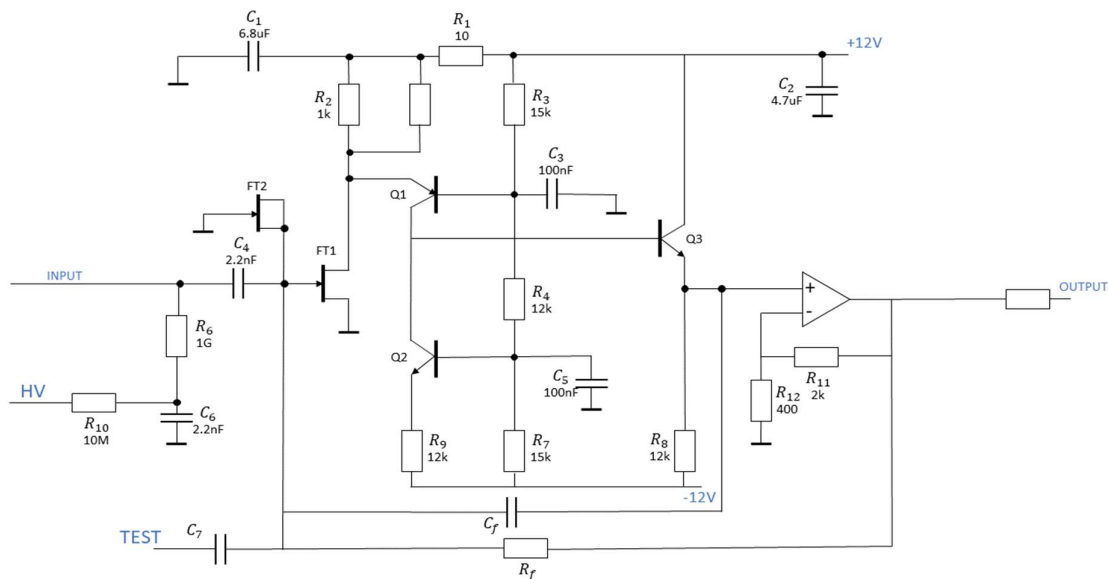 C₁
6.8uF
R₁
10
+12V
C₂
4.7uF
R₂
1k
R₃
15k
C₃
100nF
FT2
Q1
C₄
2.2nF
FT1
Q3
INPUT
+
OUTPUT
-
R₄
12k
R₆
1G
Q2
C₅
100nF
R₁₁
2k
R₁₂
400
HV
R₁₀
10M
C₆
2.2nF
R₉
12k
R₇
15k
R₈
12k
-12V
C_f
TEST
C₇
R_f